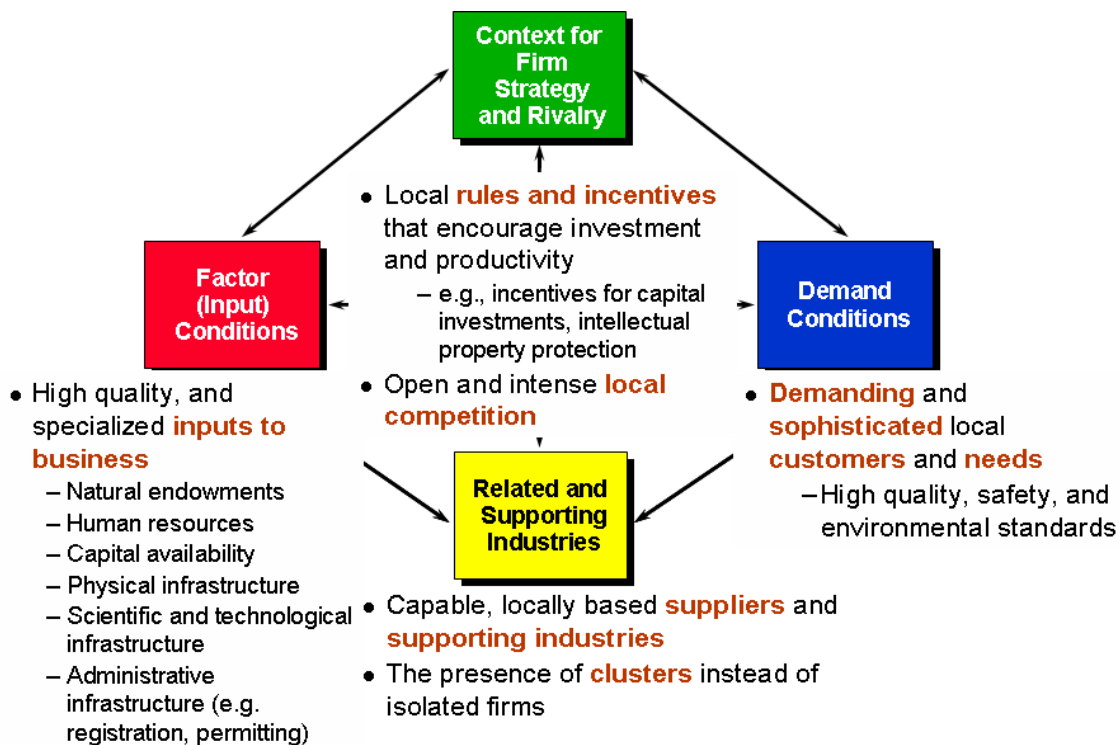 Context for
Firm
Strategy
and Rivalry
● Local rules and incentives
that encourage investment
and productivity
– e.g., incentives for capital
investments, intellectual
property protection
● Open and intense local
competition
Factor
(Input)
Conditions
● High quality, and
specialized inputs to
business
– Natural endowments
– Human resources
– Capital availability
– Physical infrastructure
– Scientific and technological
infrastructure
– Administrative
infrastructure (e.g.
registration, permitting)
Demand
Conditions
● Demanding and
sophisticated local
customers and needs
–High quality, safety, and
environmental standards
Related and
Supporting
Industries
● Capable, locally based suppliers and
supporting industries
● The presence of clusters instead of
isolated firms